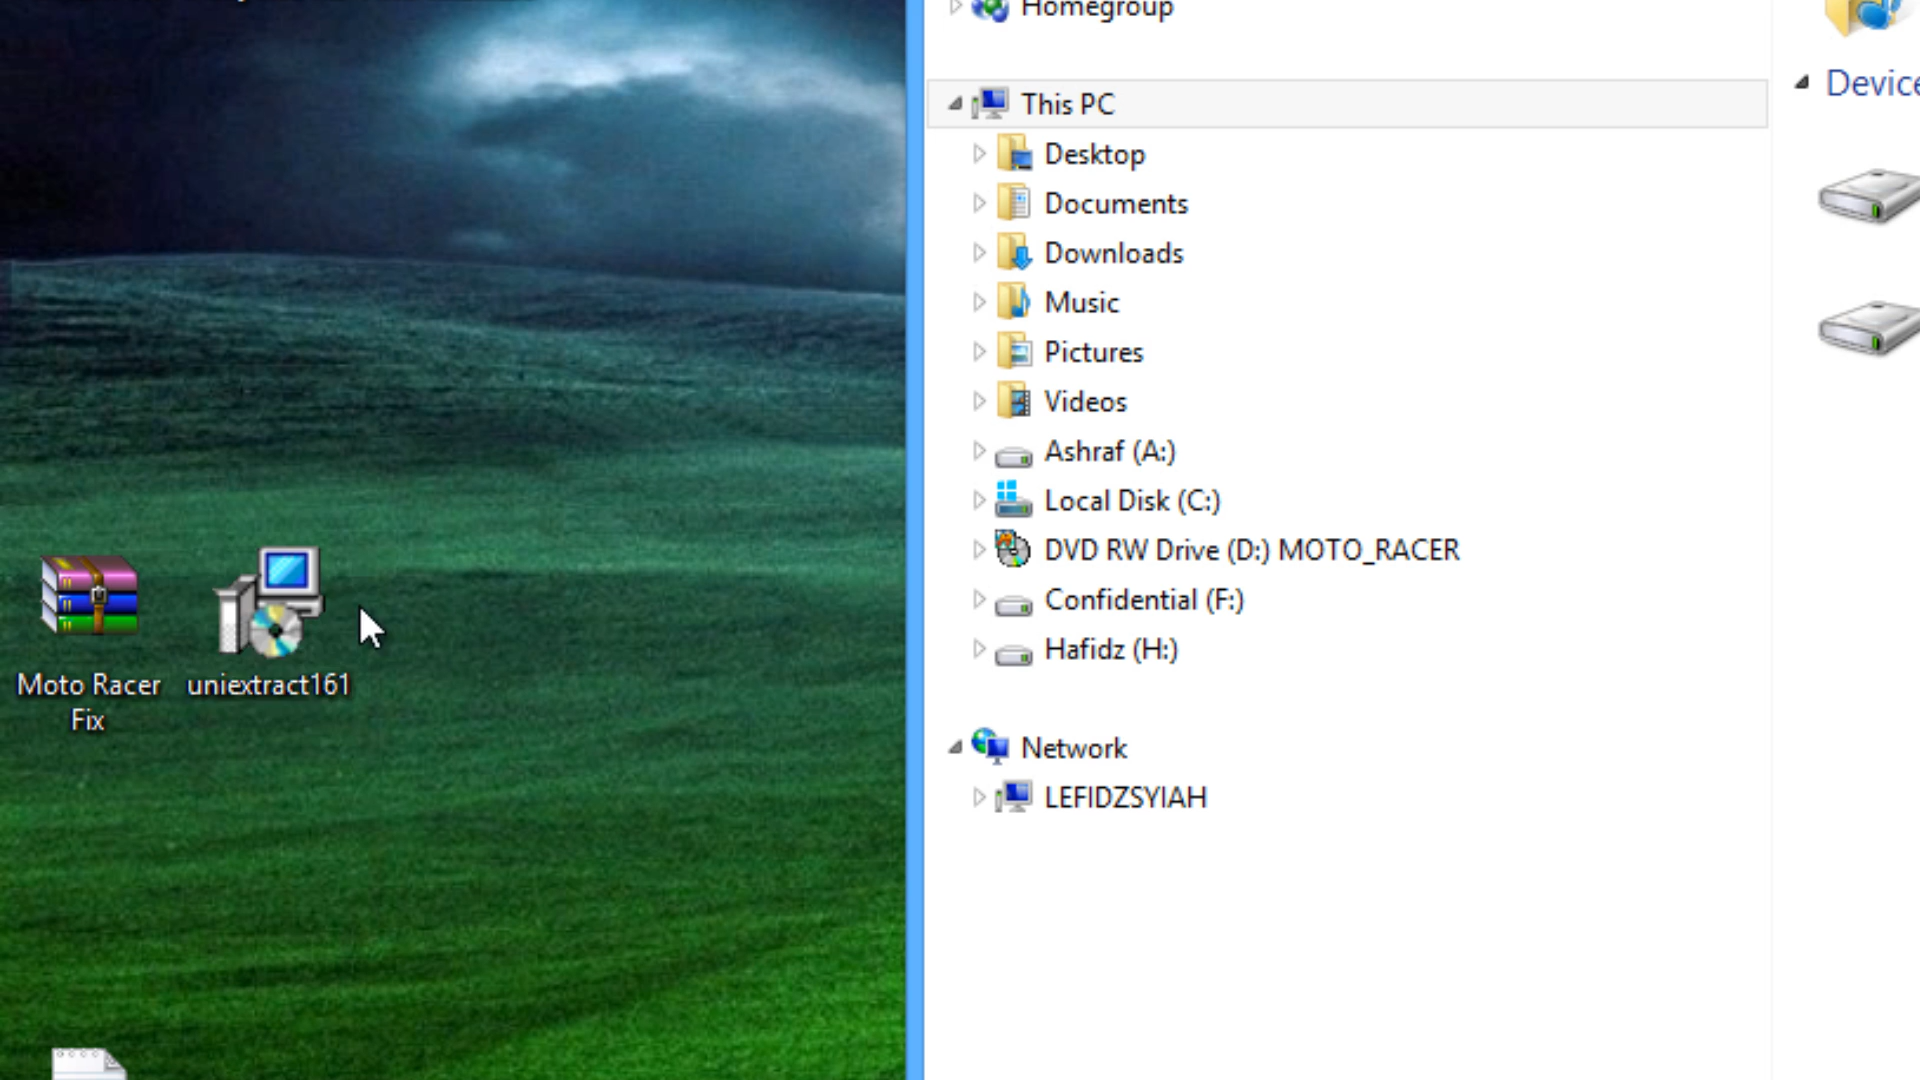 Homegroup
This PC
Desktop
Documents
Downloads
Music
Pictures
Videos
Ashraf (A:)
Local Disk (C:)
DVD RW Drive (D:) MOTO_RACER
Confidential (F:)
Hafidz (H:)
Network
LEFIDZSYIAH
Device
Moto Racer
Fix
uniextract161